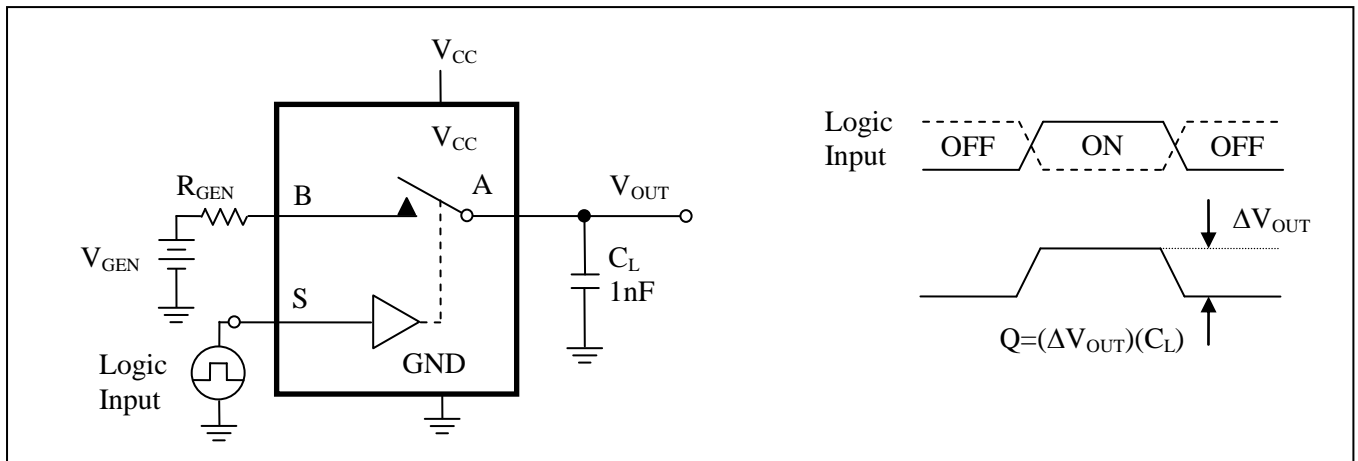 V_CC
V_CC
R_GEN
B
A
V_OUT
V_GEN
C_L
1nF
S
GND
Logic
Input
Logic
Input
OFF
ON
OFF
ΔV_OUT
Q=(ΔV_OUT)(C_L)